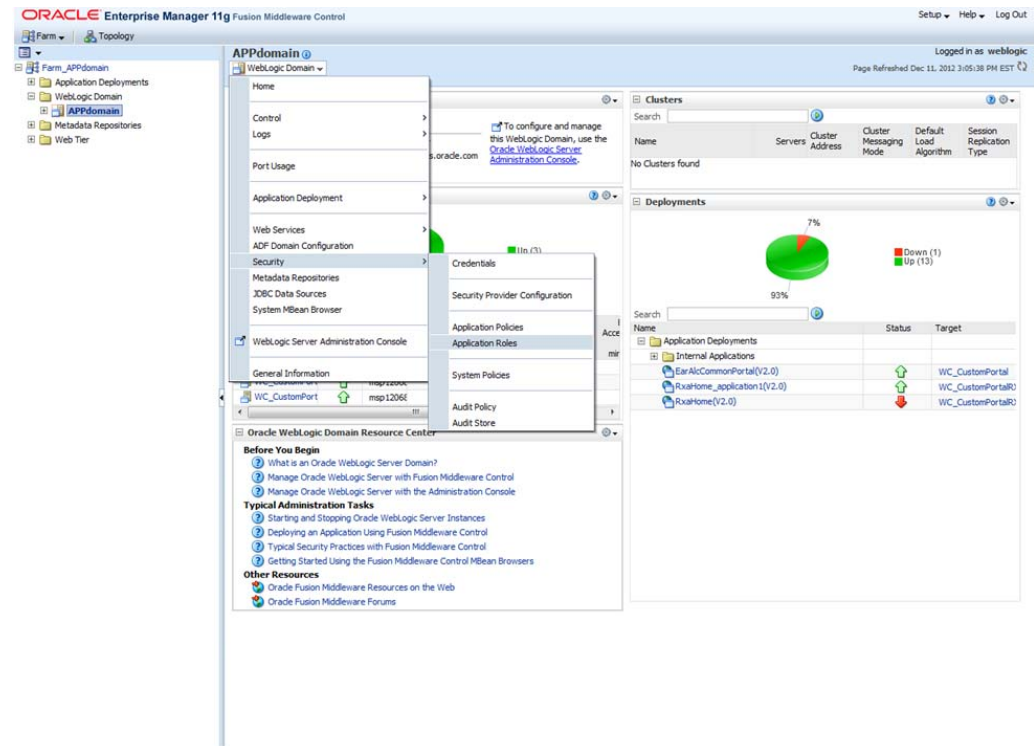 ORACLE Enterprise Manager 11g Fusion Middleware Control
Setup Help Log Out
Farm Topology
Farm_APPdomain
Application Deployments
WebLogic Domain
APPdomain
Metadata Repositories
Web Tier
APPdomain
Logged in as weblogic
WebLogic Domain
Page Refreshed Dec 11, 2012 3:05:38 PM EST
Home
Control
Logs
Port Usage
Application Deployment
Web Services
ADF Domain Configuration
Security
Metadata Repositories
JDBC Data Sources
System MBean Browser
WebLogic Server Administration Console
General Information
Credentials
Security Provider Configuration
Application Policies
Application Roles
System Policies
Audit Policy
Audit Store
To configure and manage
this WebLogic Domain, use the
Oracle WebLogic Server
Administration Console.
s.oracle.com
Up (3)
WC_CustomPort
WC_CustomPort
Oracle WebLogic Domain Resource Center
Before You Begin
What is an Oracle WebLogic Server Domain?
Manage Oracle WebLogic Server with Fusion Middleware Control
Manage Oracle WebLogic Server with the Administration Console
Typical Administration Tasks
Starting and Stopping Oracle WebLogic Server Instances
Deploying an Application Using Fusion Middleware Control
Typical Security Practices with Fusion Middleware Control
Getting Started Using the Fusion Middleware Control MBean Browsers
Other Resources
Oracle Fusion Middleware Resources on the Web
Oracle Fusion Middleware Forums
Clusters
Search
Name Servers Cluster Address Cluster Messaging Mode Default Load Algorithm Session Replication Type
No Clusters found
Deployments
7%
Down (1)
Up (13)
93%
Search
Name Status Target
Application Deployments
Internal Applications
EarAlcCommonPortal(V2.0) WC_CustomPortal
RxaHome_application1(V2.0) WC_CustomPortalRX
RxaHome(V2.0) WC_CustomPortalRX